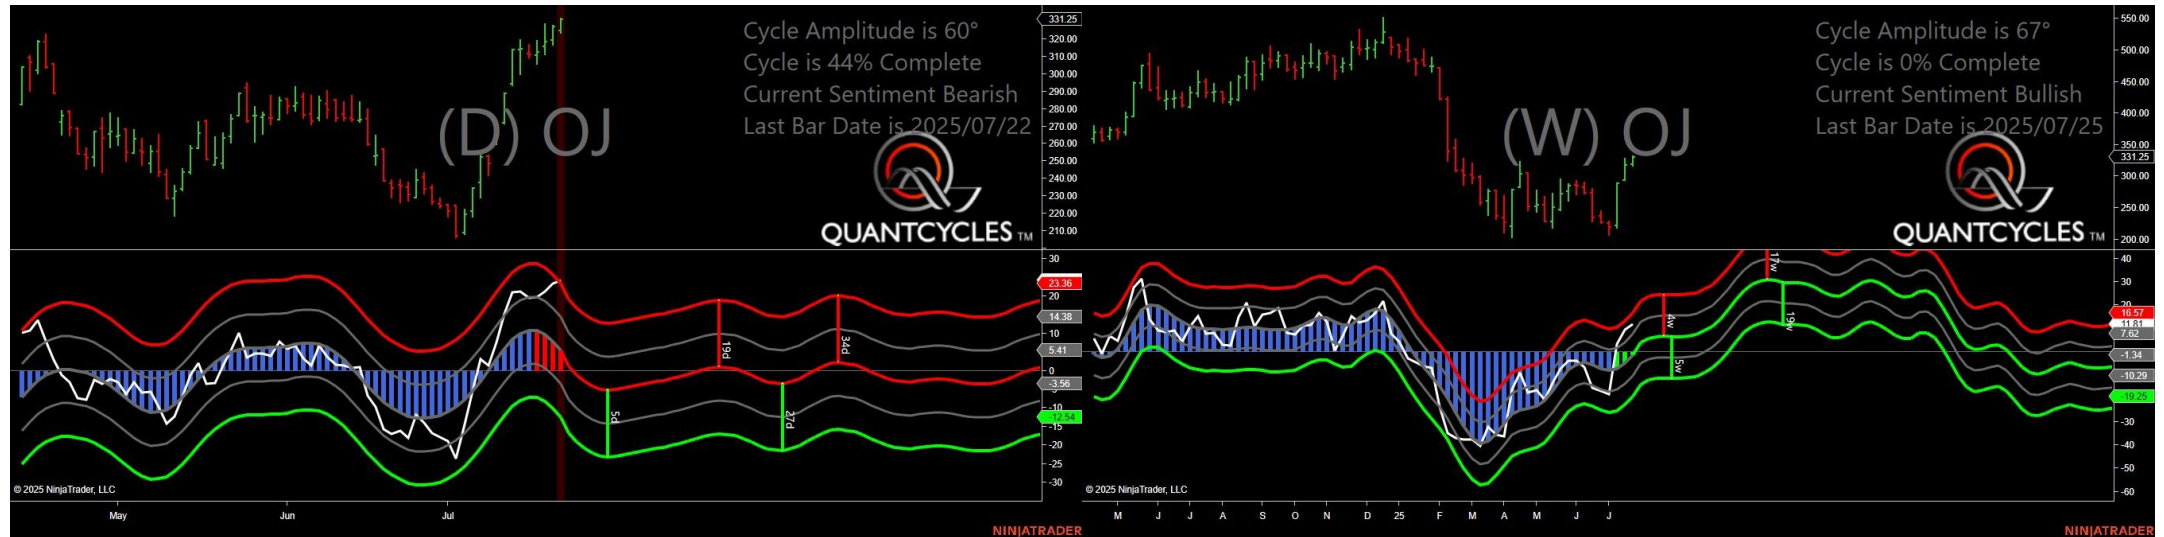 Cycle Amplitude is 60°
Cycle is 44% Complete
Current Sentiment Bearish
Last Bar Date is 2025/07/22
(D) OJ
QUANTCYCLES TM
331.25
320.00
310.00
300.00
290.00
280.00
270.00
260.00
250.00
240.00
230.00
220.00
210.00
30
23.36
20
14.38
10
5.41
0
-3.56
-10
-12.54
-15
-20
-25
-30
5d
19d
27d
34d
© 2025 NinjaTrader, LLC
May
Jun
Jul
NINJATRADER
Cycle Amplitude is 67°
Cycle is 0% Complete
Current Sentiment Bullish
Last Bar Date is 2025/07/25
(W) OJ
QUANTCYCLES TM
550.00
500.00
450.00
400.00
350.00
331.25
300.00
250.00
200.00
40
30
20
16.57
11.81
7.62
-1.34
-10.29
-19.25
-30
-40
-50
-60
4w
5w
17w
19w
© 2025 NinjaTrader, LLC
M
J
J
A
S
O
N
D
25
F
M
A
M
J
J
NINJATRADER